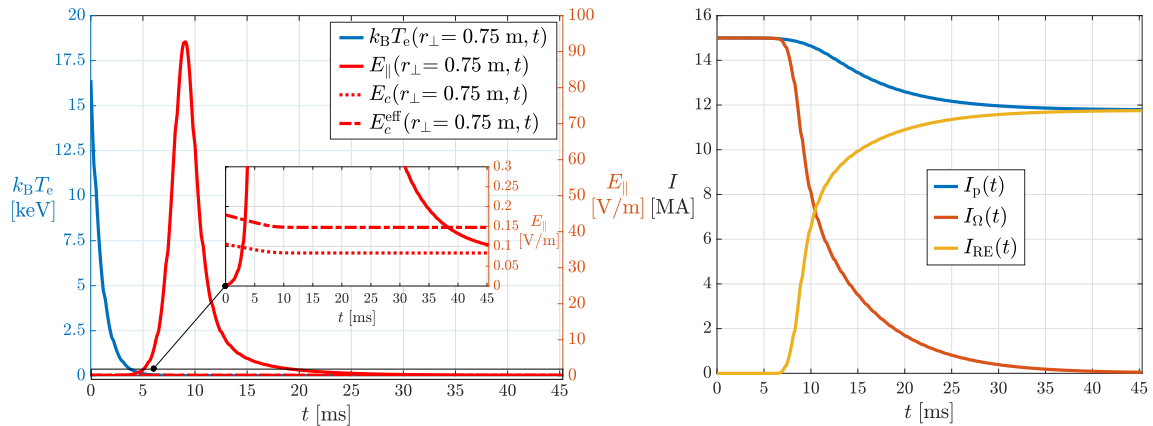 20
17.5
15
12.5
10
7.5
5
2.5
0
k_B T_e
[keV]
0 5 10 15 20 25 30 35 40 45
t [ms]
100
90
80
70
60
50
40
30
20
10
0
E_∥
[V/m]
k_B T_e(r_⊥= 0.75 m, t)
E_∥(r_⊥= 0.75 m, t)
E_c(r_⊥= 0.75 m, t)
E_c^eff(r_⊥= 0.75 m, t)
0.3
0.2
0.15
0.1
0.05
0
E_∥
[V/m]
0 5 10 15 20 25 30 35 40 45
t [ms]
16
14
12
10
8
6
4
2
0
I
[MA]
I_p(t)
I_Ω(t)
I_RE(t)
0 5 10 15 20 25 30 35 40 45
t [ms]